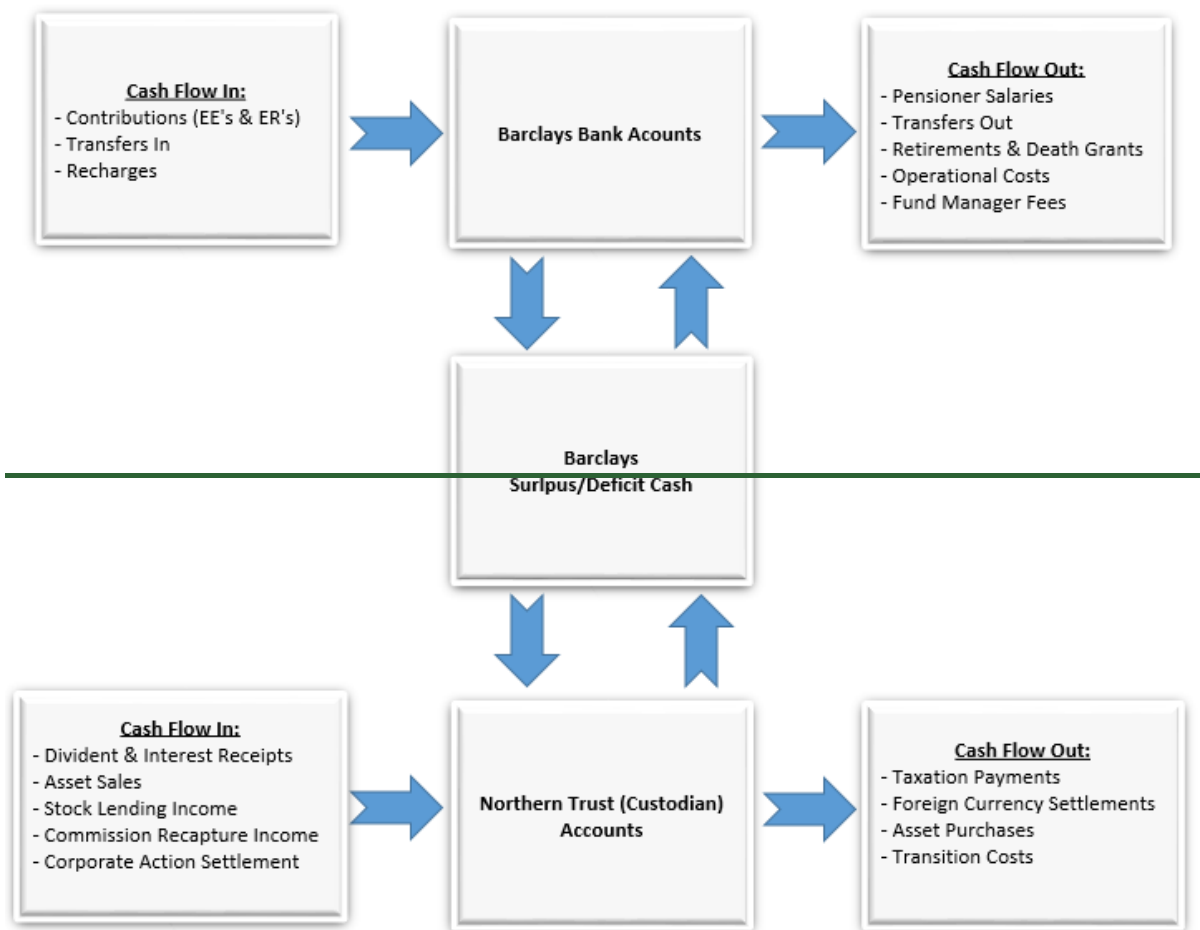 Cash Flow In:
- Contributions (EE's & ER's)
- Transfers In
- Recharges
Barclays Bank Acounts
Cash Flow Out:
- Pensioner Salaries
- Transfers Out
- Retirements & Death Grants
- Operational Costs
- Fund Manager Fees
Barclays
Surlpus/Deficit Cash
Cash Flow In:
- Divident & Interest Receipts
- Asset Sales
- Stock Lending Income
- Commission Recapture Income
- Corporate Action Settlement
Northern Trust (Custodian)
Accounts
Cash Flow Out:
- Taxation Payments
- Foreign Currency Settlements
- Asset Purchases
- Transition Costs